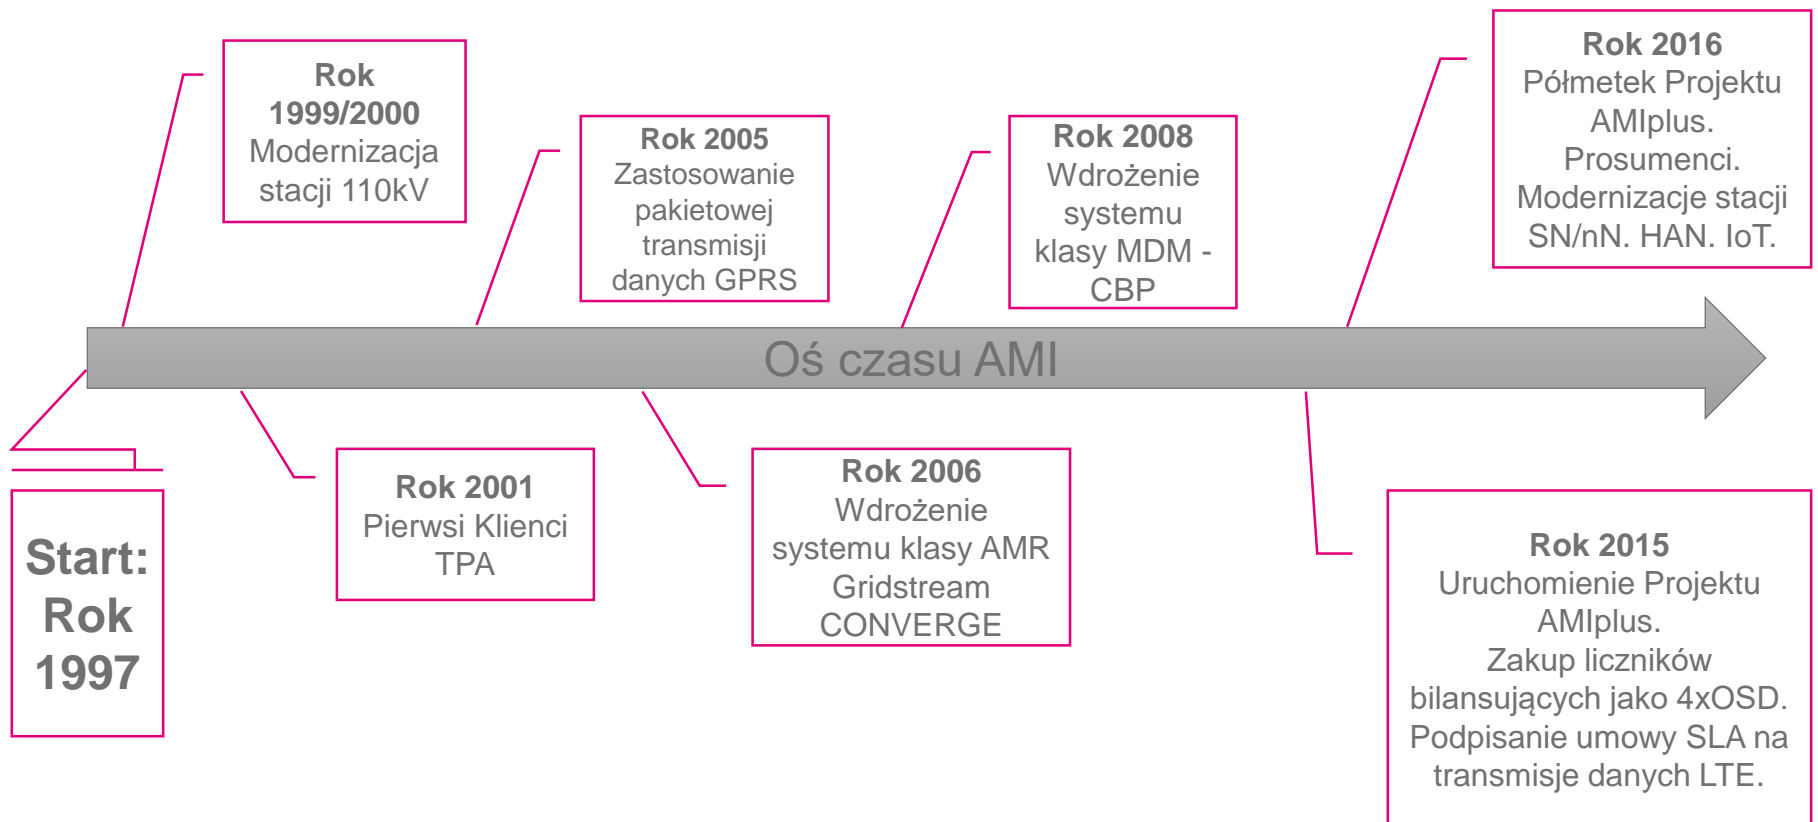 Rok
1999/2000
Modernizacja
stacji 110kV
Rok 2005
Zastosowanie
pakietowej
transmisji
danych GPRS
Rok 2008
Wdrożenie
systemu
klasy MDM -
CBP
Rok 2016
Półmetek Projektu
AMIplus.
Prosumenci.
Modernizacje stacji
SN/nN. HAN. IoT.
Oś czasu AMI
Start:
Rok
1997
Rok 2001
Pierwsi Klienci
TPA
Rok 2006
Wdrożenie
systemu klasy AMR
Gridstream
CONVERGE
Rok 2015
Uruchomienie Projektu
AMIplus.
Zakup liczników
bilansujących jako 4xOSD.
Podpisanie umowy SLA na
transmisje danych LTE.